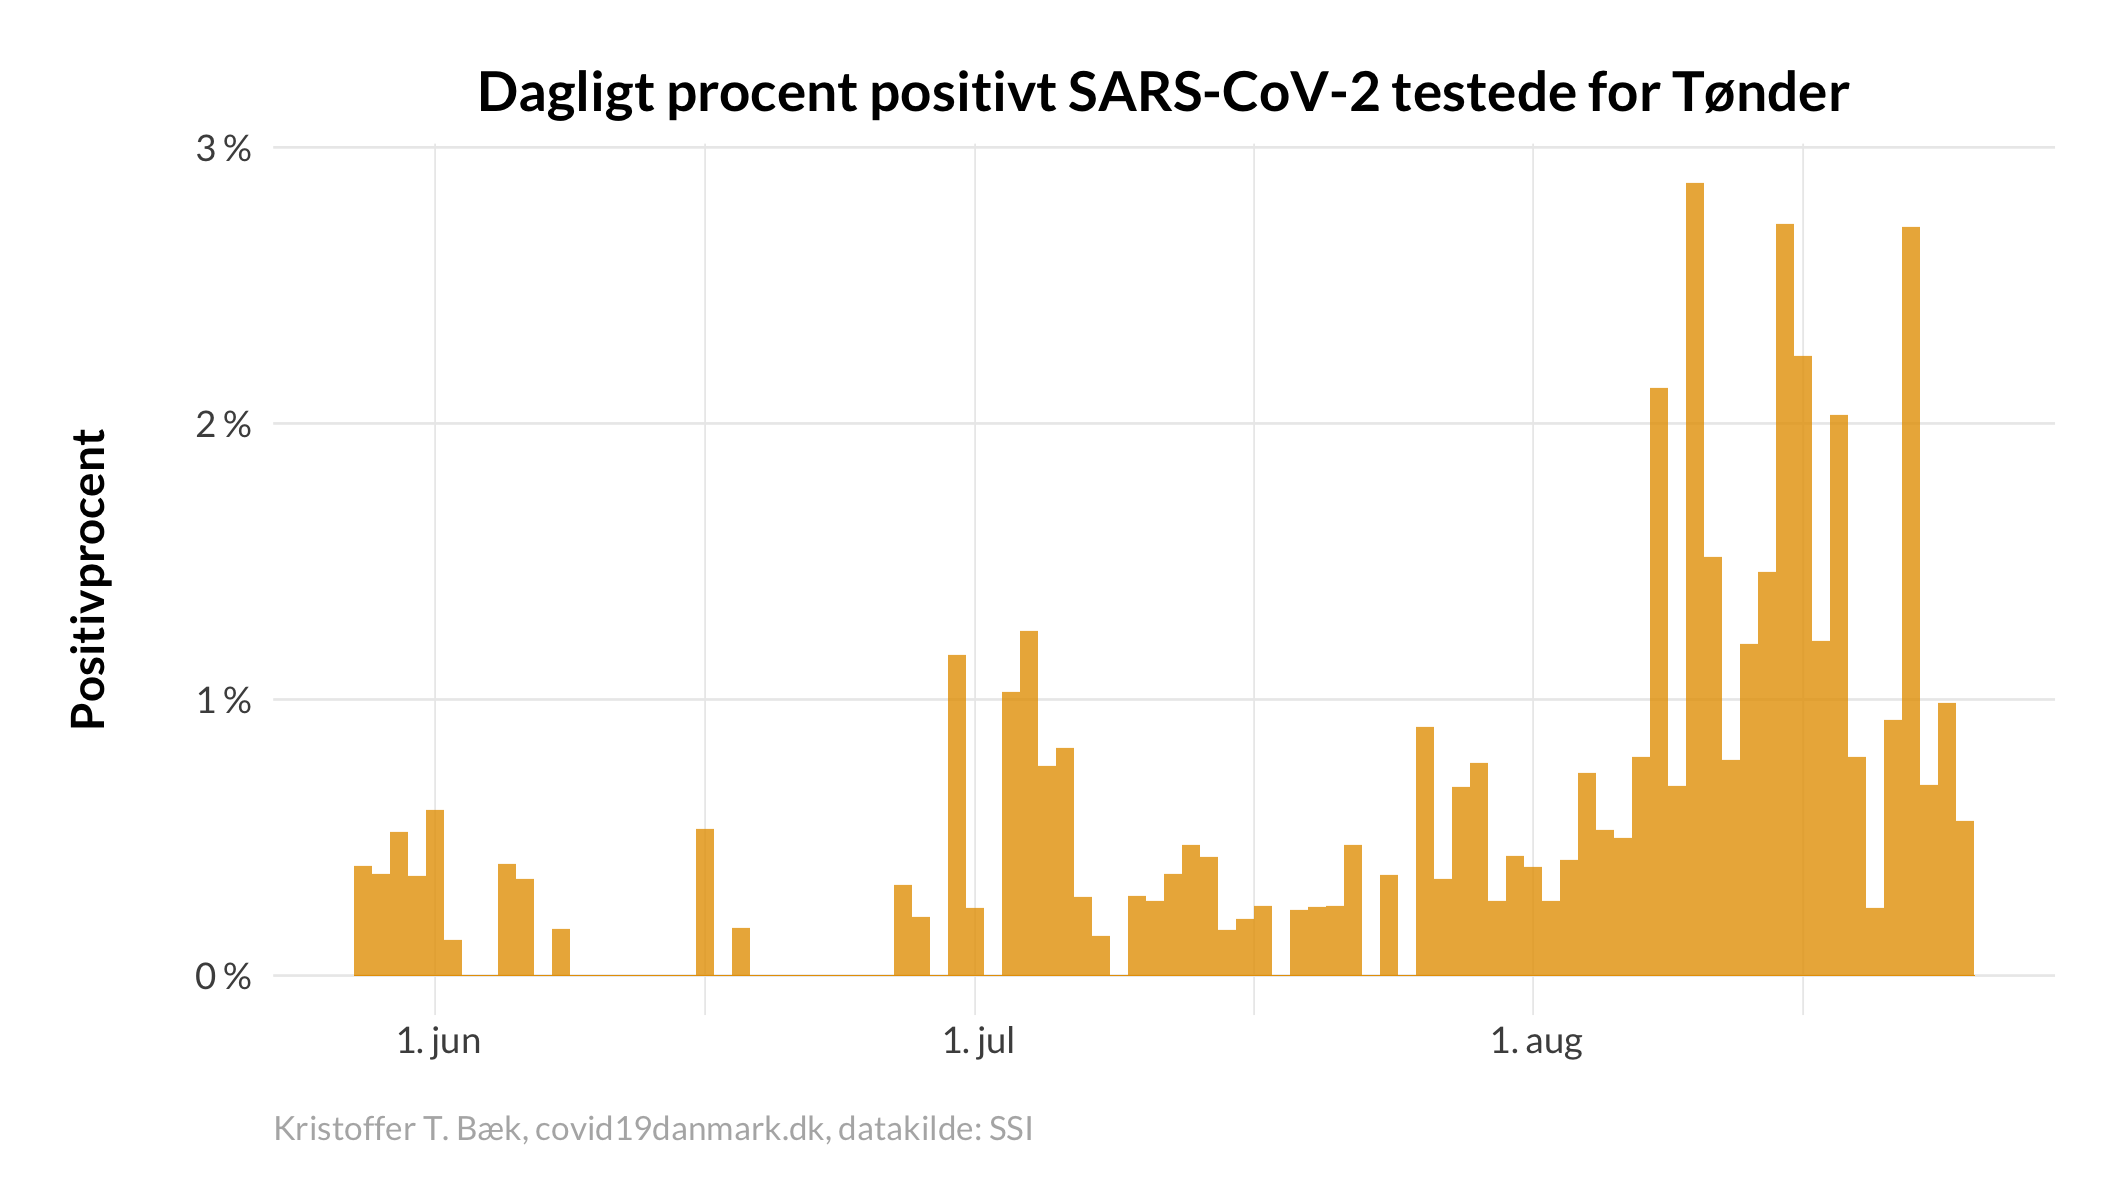 Dagligt procent positivt SARS-CoV-2 testede for Tønder
Positivprocent
3 %
2 %
1 %
0 %
1. jun
1. jul
1. aug
Kristoffer T. Bæk, covid19danmark.dk, datakilde: SSI